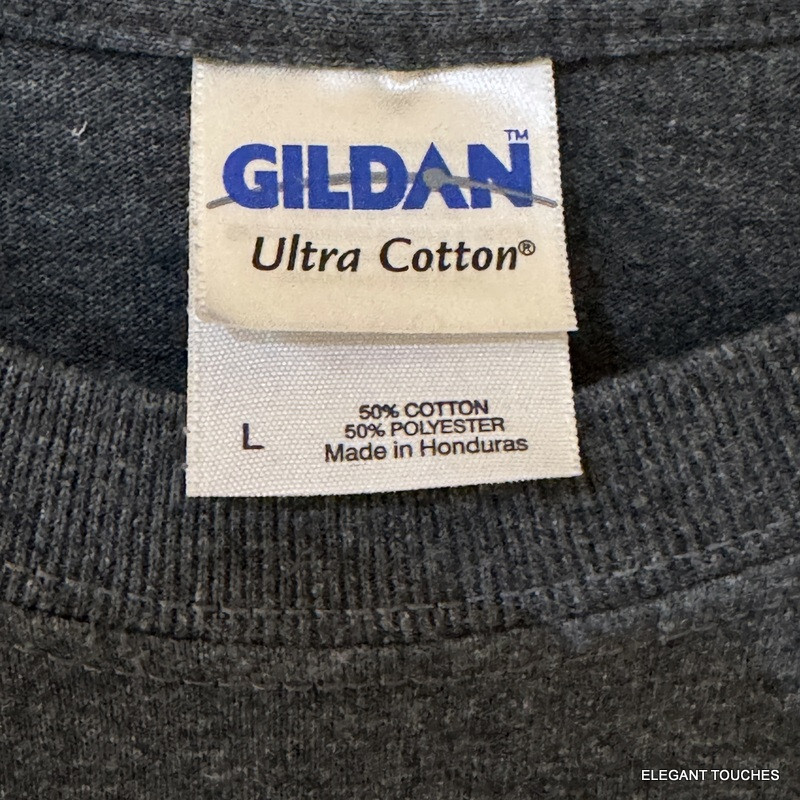 GILDAN™
Ultra Cotton®
L
50% COTTON
50% POLYESTER
Made in Honduras
ELEGANT TOUCHES